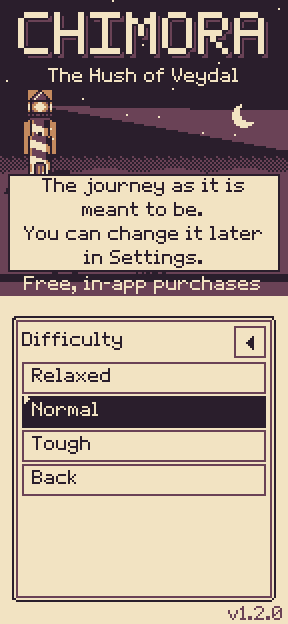 CHIMORA
The Hush of Veydal
The journey as it is
meant to be.
You can change it later
in Settings.
Free, in-app purchases
Difficulty
Relaxed
Normal
Tough
Back
v1.2.0